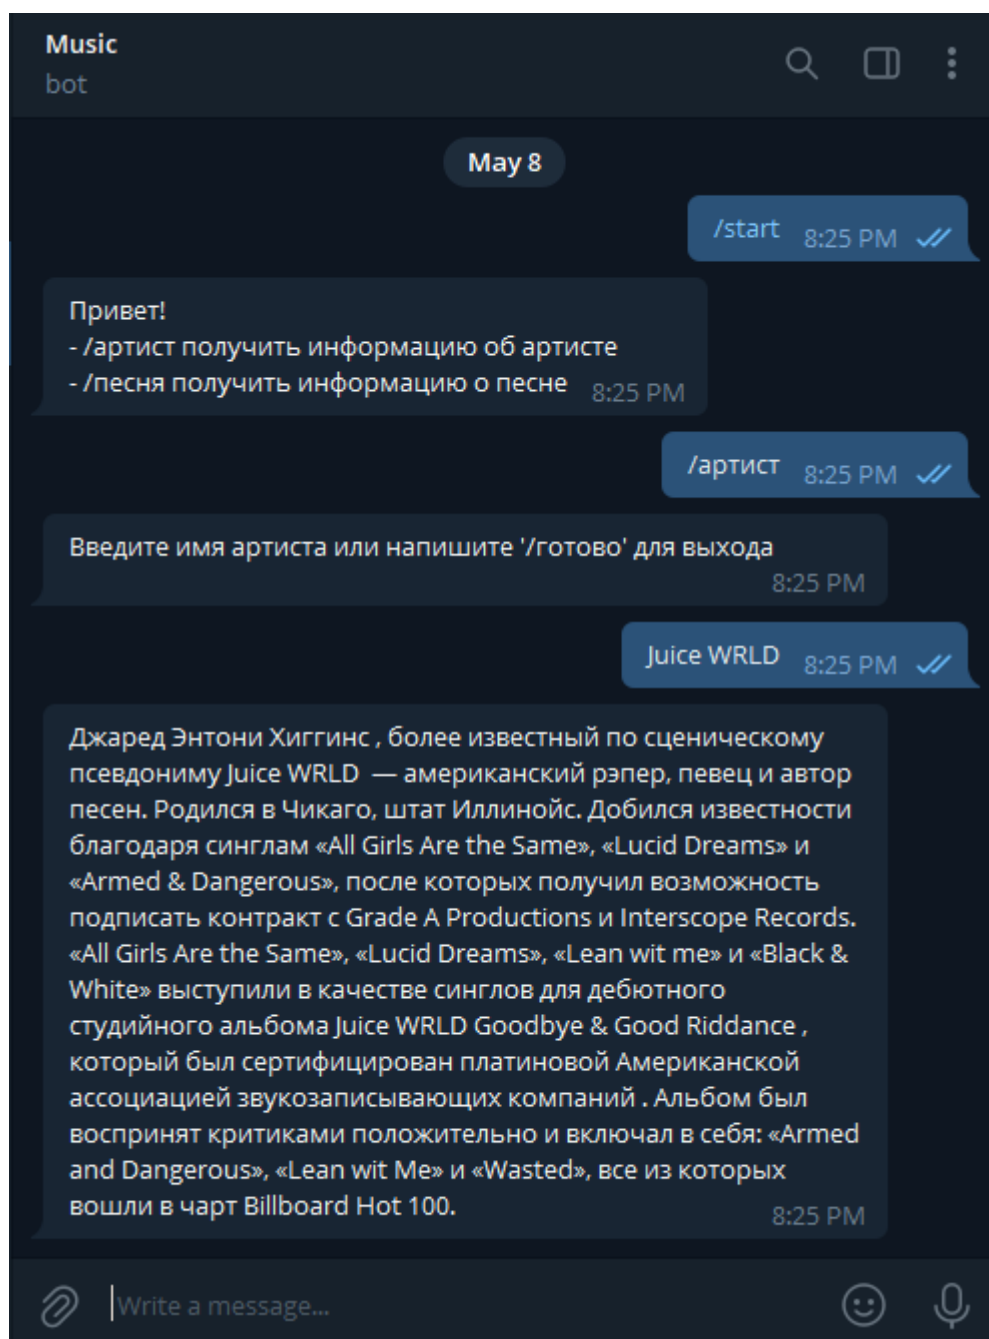 Music
bot
May 8
/start 8:25 PM
Привет!
- /артист получить информацию об артисте
- /песня получить информацию о песне 8:25 PM
/артист 8:25 PM
Введите имя артиста или напишите '/готово' для выхода
8:25 PM
Juice WRLD 8:25 PM
Джаред Энтони Хиггинс , более известный по сценическому
псевдониму Juice WRLD  — американский рэпер, певец и автор
песен. Родился в Чикаго, штат Иллинойс. Добился известности
благодаря синглам «All Girls Are the Same», «Lucid Dreams» и
«Armed & Dangerous», после которых получил возможность
подписать контракт с Grade A Productions и Interscope Records.
«All Girls Are the Same», «Lucid Dreams», «Lean wit me» и «Black &
White» выступили в качестве синглов для дебютного
студийного альбома Juice WRLD Goodbye & Good Riddance ,
который был сертифицирован платиновой Американской
ассоциацией звукозаписывающих компаний . Альбом был
воспринят критиками положительно и включал в себя: «Armed
and Dangerous», «Lean wit Me» и «Wasted», все из которых
вошли в чарт Billboard Hot 100.
8:25 PM
Write a message...